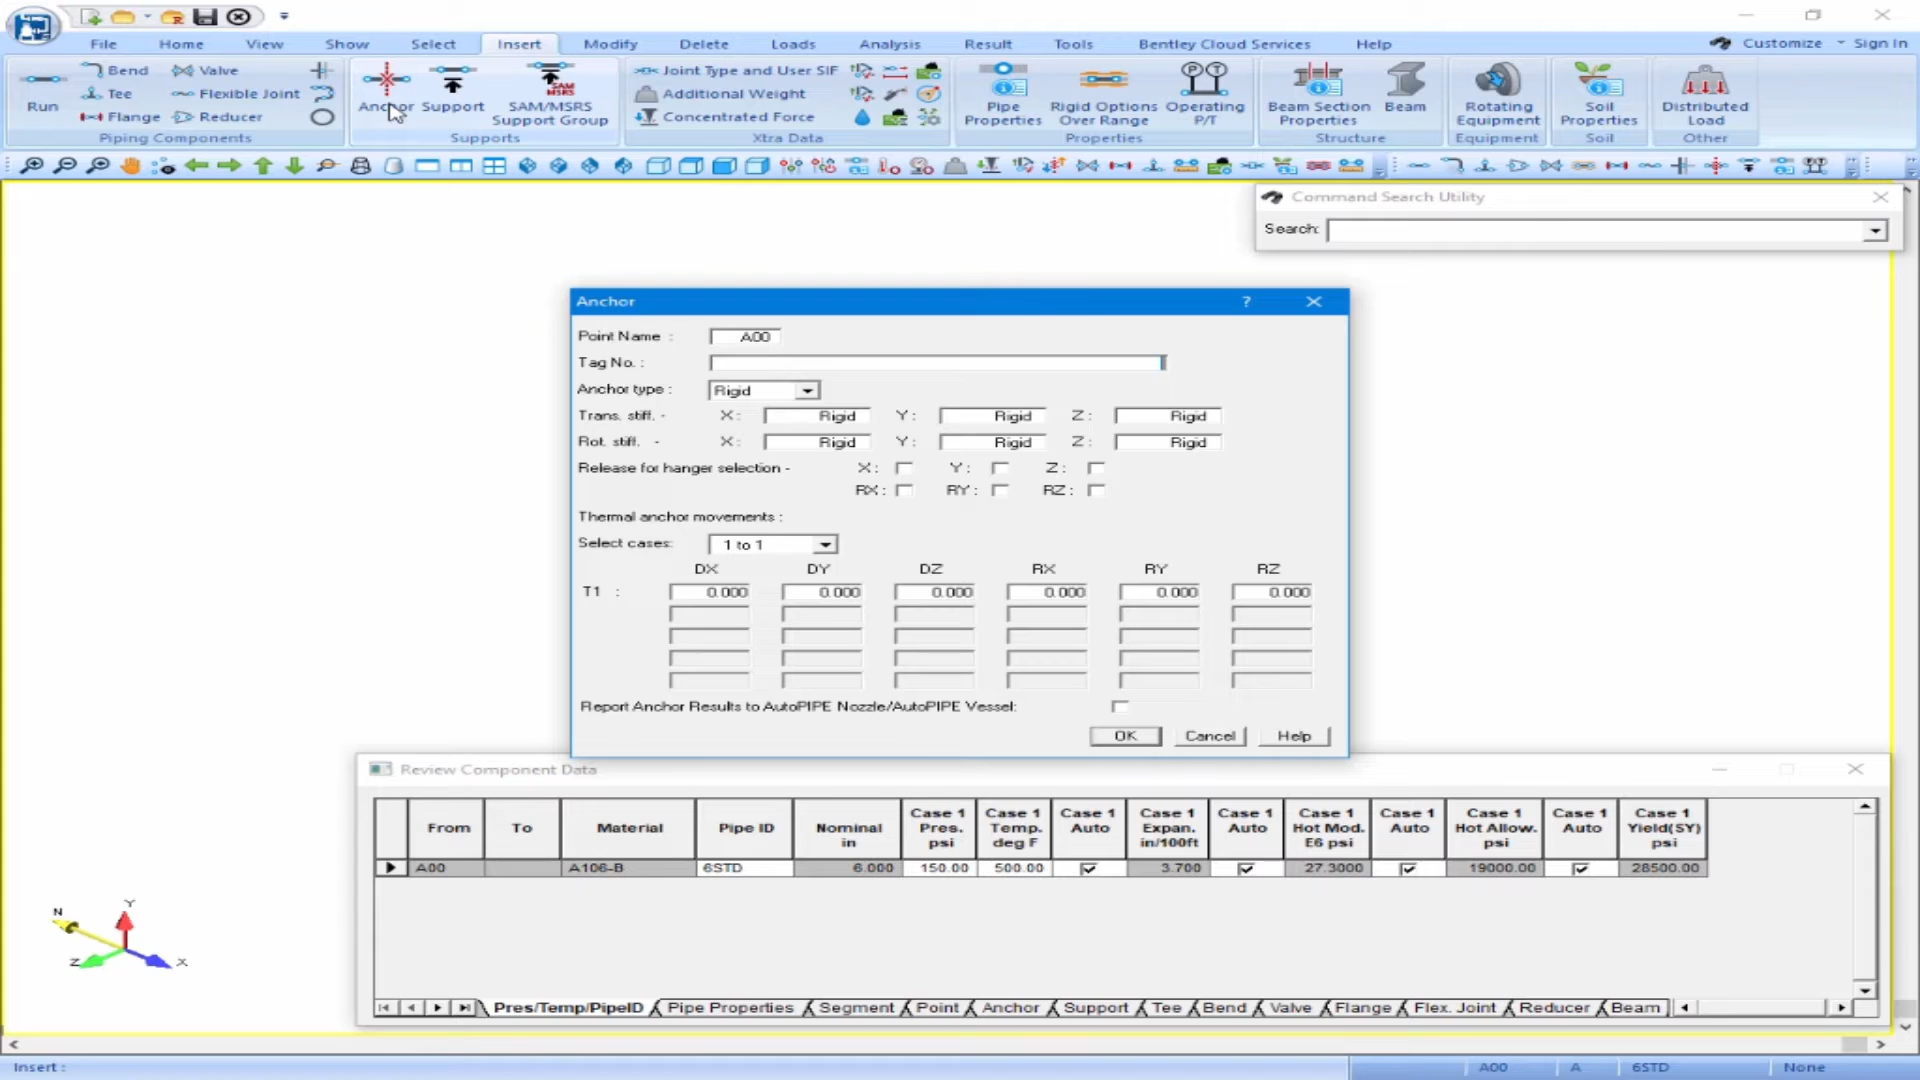 File Home View Show Select Insert Modify Delete Loads Analysis Result Tools Bentley Cloud Services Help Customize Sign In
Run
Bend Valve
Tee Flexible Joint
Flange Reducer
Piping Components
Anchor Support SAM/MSRS Support Group
Supports
Joint Type and User SIF
Additional Weight
Concentrated Force
Xtra Data
Pipe Properties Rigid Options Over Range Operating P/T
Properties
Beam Section Properties Beam
Structure
Rotating Equipment
Equipment
Soil Properties
Soil
Distributed Load
Other
Command Search Utility
Search:
Anchor ?
Point Name : A00
Tag No. :
Anchor type : Rigid
Trans. stiff. - X : Rigid Y : Rigid Z : Rigid
Rot. stiff. - X : Rigid Y : Rigid Z : Rigid
Release for hanger selection - X : Y : Z :
RX : RY : RZ :
Thermal anchor movements :
Select cases: 1 to 1
DX DY DZ RX RY RZ
T1 : 0.000 0.000 0.000 0.000 0.000 0.000
Report Anchor Results to AutoPIPE Nozzle/AutoPIPE Vessel:
OK Cancel Help
Review Component Data
From To Material Pipe ID Nominal in Case 1 Pres. psi Case 1 Temp. deg F Case 1 Auto Case 1 Expan. in/100ft Case 1 Auto Case 1 Hot Mod. E6 psi Case 1 Auto Case 1 Hot Allow. psi Case 1 Auto Case 1 Yield(SY) psi
A00 A106-B 6STD 6.000 150.00 500.00 3.700 27.3000 19000.00 28500.00
Pres/Temp/PipeID Pipe Properties Segment Point Anchor Support Tee Bend Valve Flange Flex. Joint Reducer Beam
N Y Z X
Insert : A00 A 6STD None